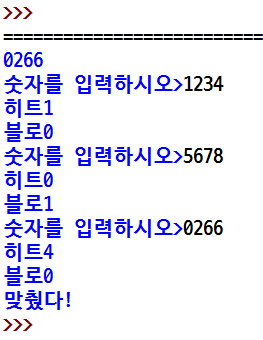 >>>
===========================
0266
숫자를 입력하시오>1234
히트1
블로0
숫자를 입력하시오>5678
히트0
블로1
숫자를 입력하시오>0266
히트4
블로0
맞췄다!
>>>